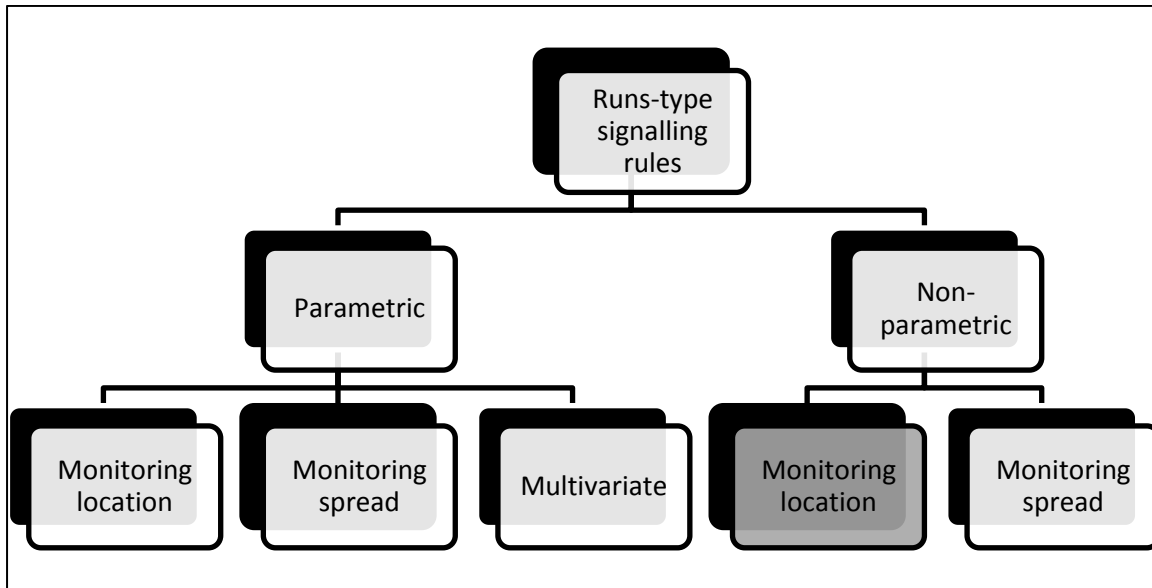 Runs-type
signalling
rules
Parametric
Non-
parametric
Monitoring
location
Monitoring
spread
Multivariate
Monitoring
location
Monitoring
spread